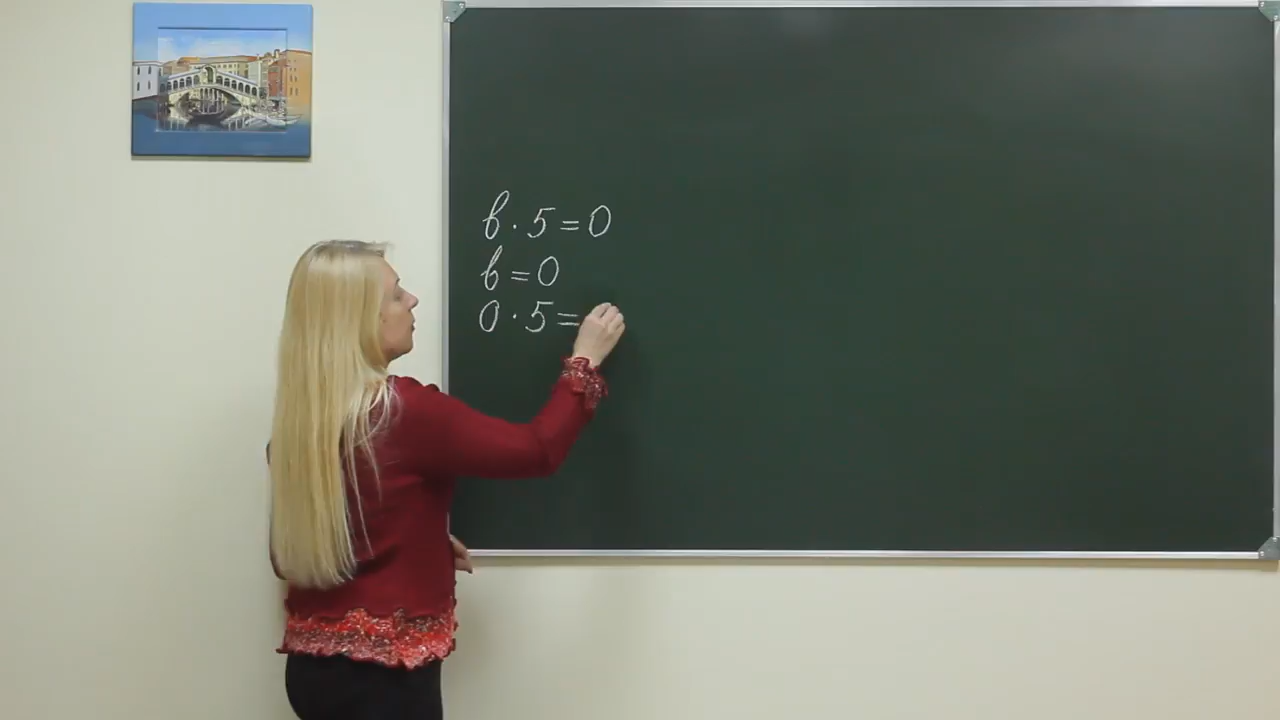 в · 5 = 0
в = 0
0 · 5 =